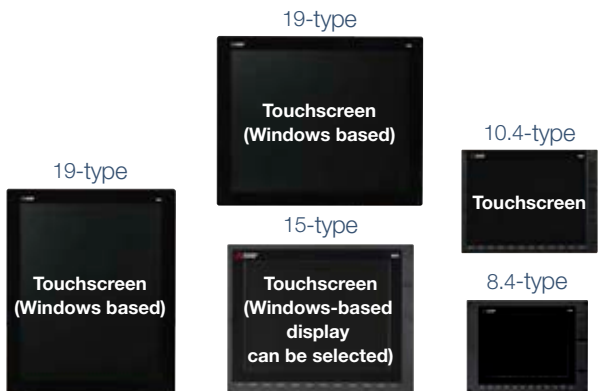 19-type
Touchscreen
(Windows based)
10.4-type
Touchscreen
19-type
Touchscreen
(Windows based)
15-type
Touchscreen
(Windows-based
display
can be selected)
8.4-type